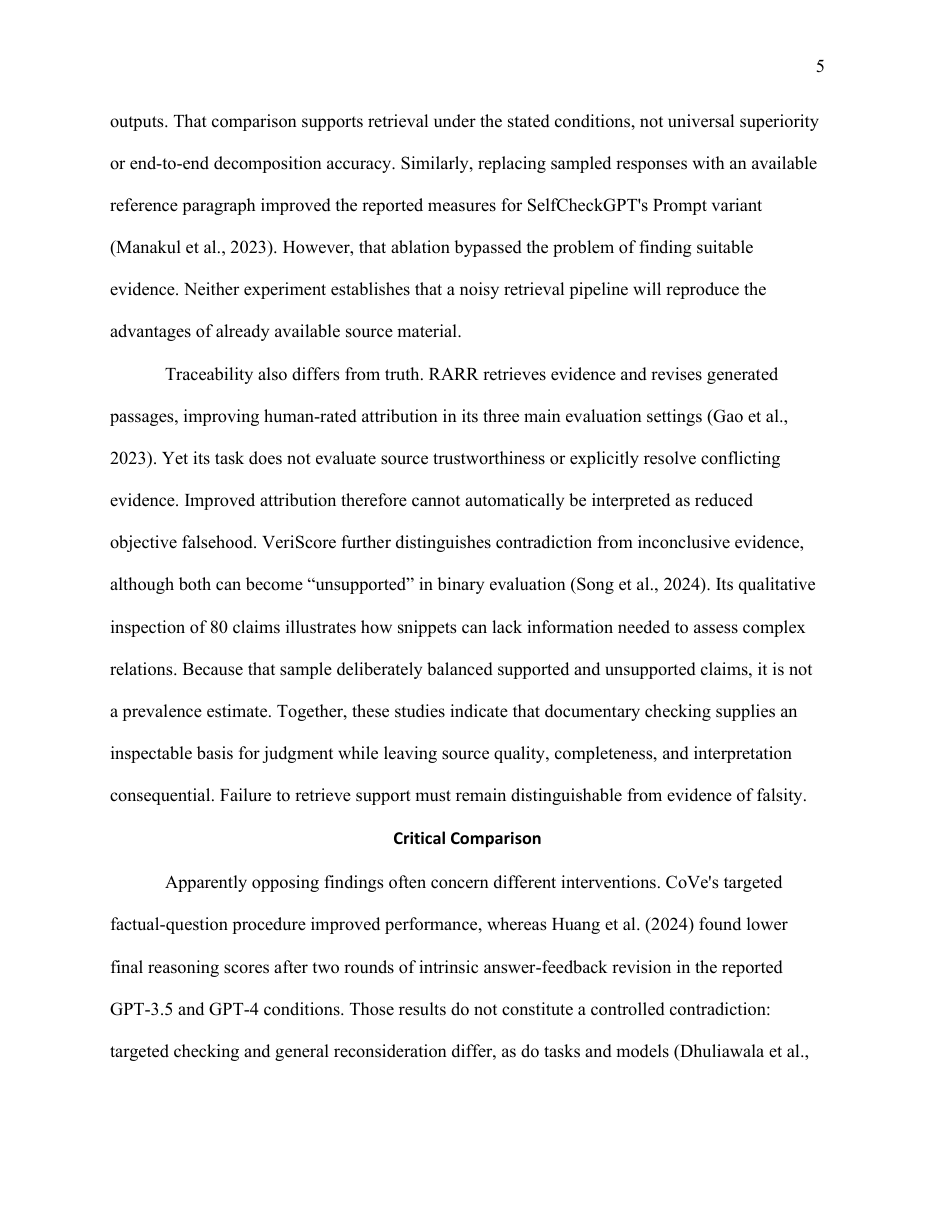 5
outputs. That comparison supports retrieval under the stated conditions, not universal superiority
or end-to-end decomposition accuracy. Similarly, replacing sampled responses with an available
reference paragraph improved the reported measures for SelfCheckGPT's Prompt variant
(Manakul et al., 2023). However, that ablation bypassed the problem of finding suitable
evidence. Neither experiment establishes that a noisy retrieval pipeline will reproduce the
advantages of already available source material.
Traceability also differs from truth. RARR retrieves evidence and revises generated
passages, improving human-rated attribution in its three main evaluation settings (Gao et al.,
2023). Yet its task does not evaluate source trustworthiness or explicitly resolve conflicting
evidence. Improved attribution therefore cannot automatically be interpreted as reduced
objective falsehood. VeriScore further distinguishes contradiction from inconclusive evidence,
although both can become “unsupported” in binary evaluation (Song et al., 2024). Its qualitative
inspection of 80 claims illustrates how snippets can lack information needed to assess complex
relations. Because that sample deliberately balanced supported and unsupported claims, it is not
a prevalence estimate. Together, these studies indicate that documentary checking supplies an
inspectable basis for judgment while leaving source quality, completeness, and interpretation
consequential. Failure to retrieve support must remain distinguishable from evidence of falsity.
Critical Comparison
Apparently opposing findings often concern different interventions. CoVe's targeted
factual-question procedure improved performance, whereas Huang et al. (2024) found lower
final reasoning scores after two rounds of intrinsic answer-feedback revision in the reported
GPT-3.5 and GPT-4 conditions. Those results do not constitute a controlled contradiction:
targeted checking and general reconsideration differ, as do tasks and models (Dhuliawala et al.,